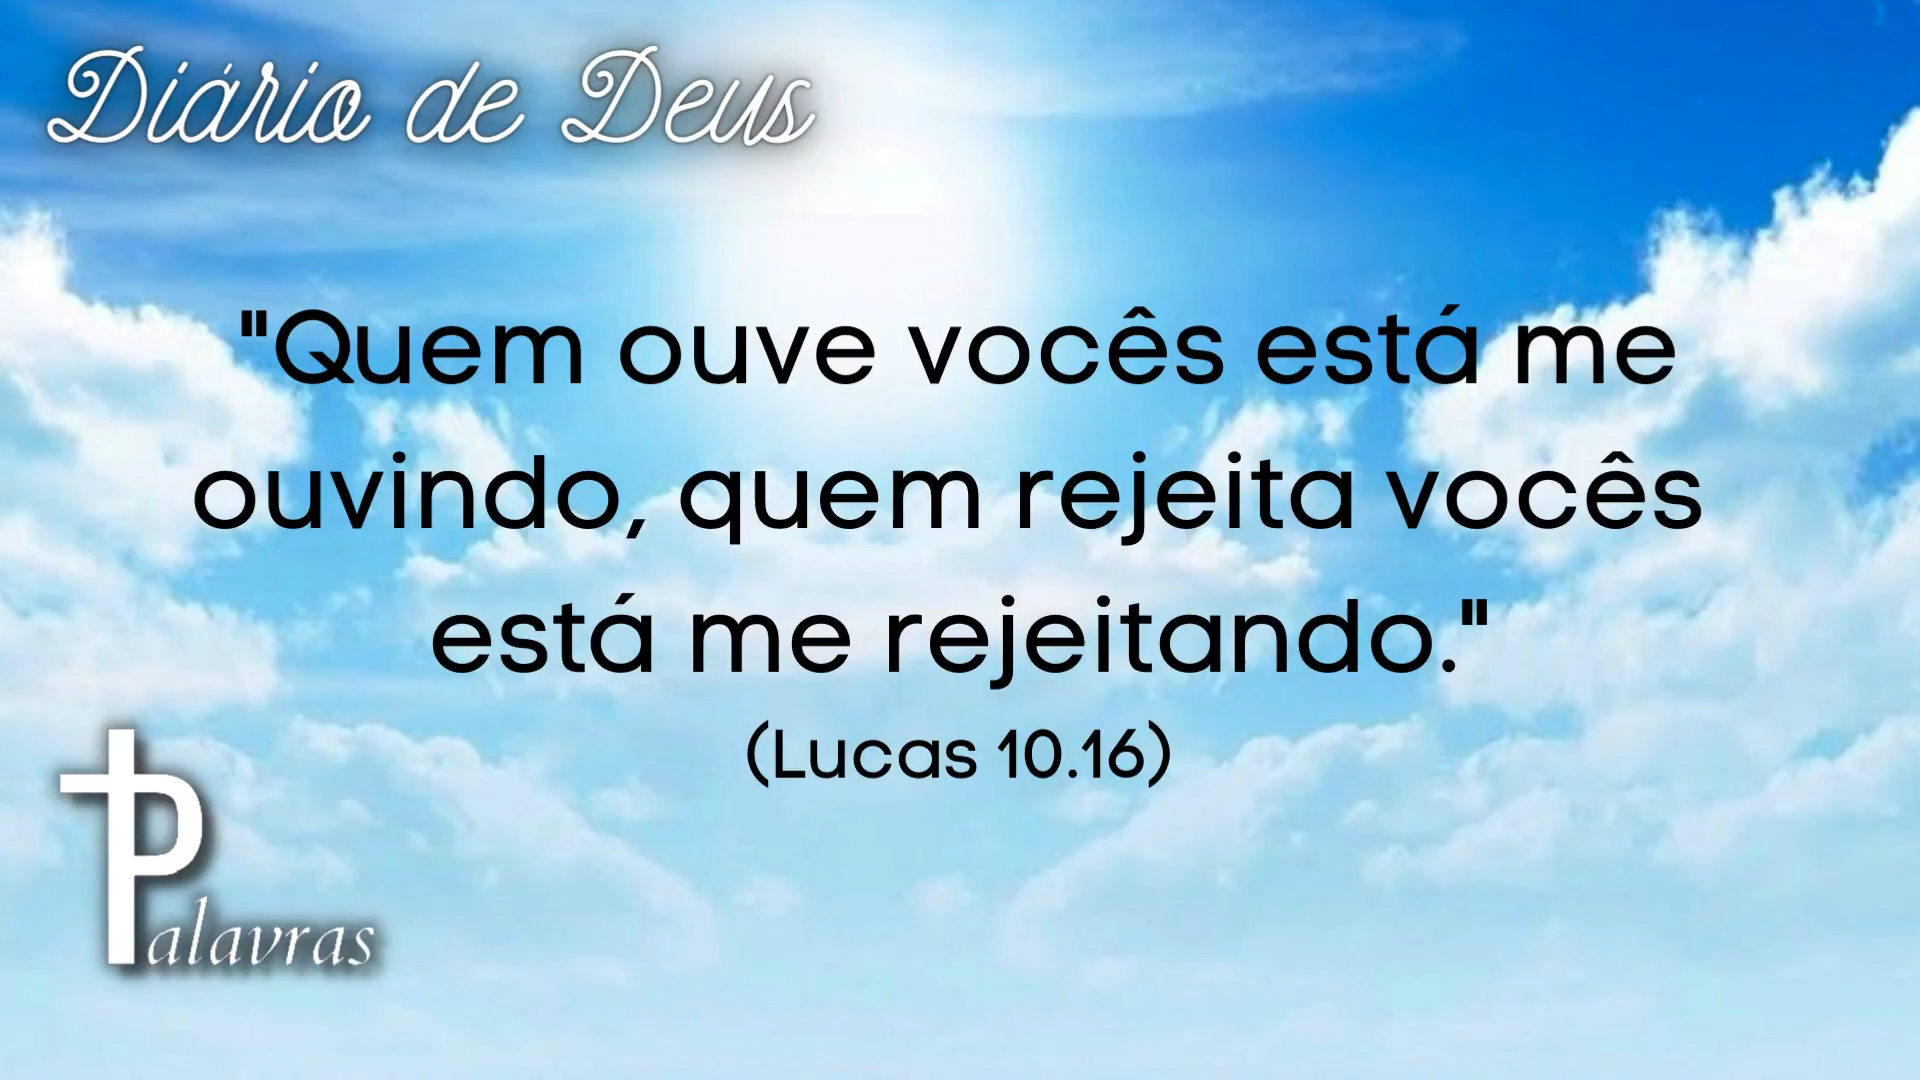 Diário de Deus
"Quem ouve vocês está me
ouvindo, quem rejeita vocês
está me rejeitando."
(Lucas 10.16)
Palavras